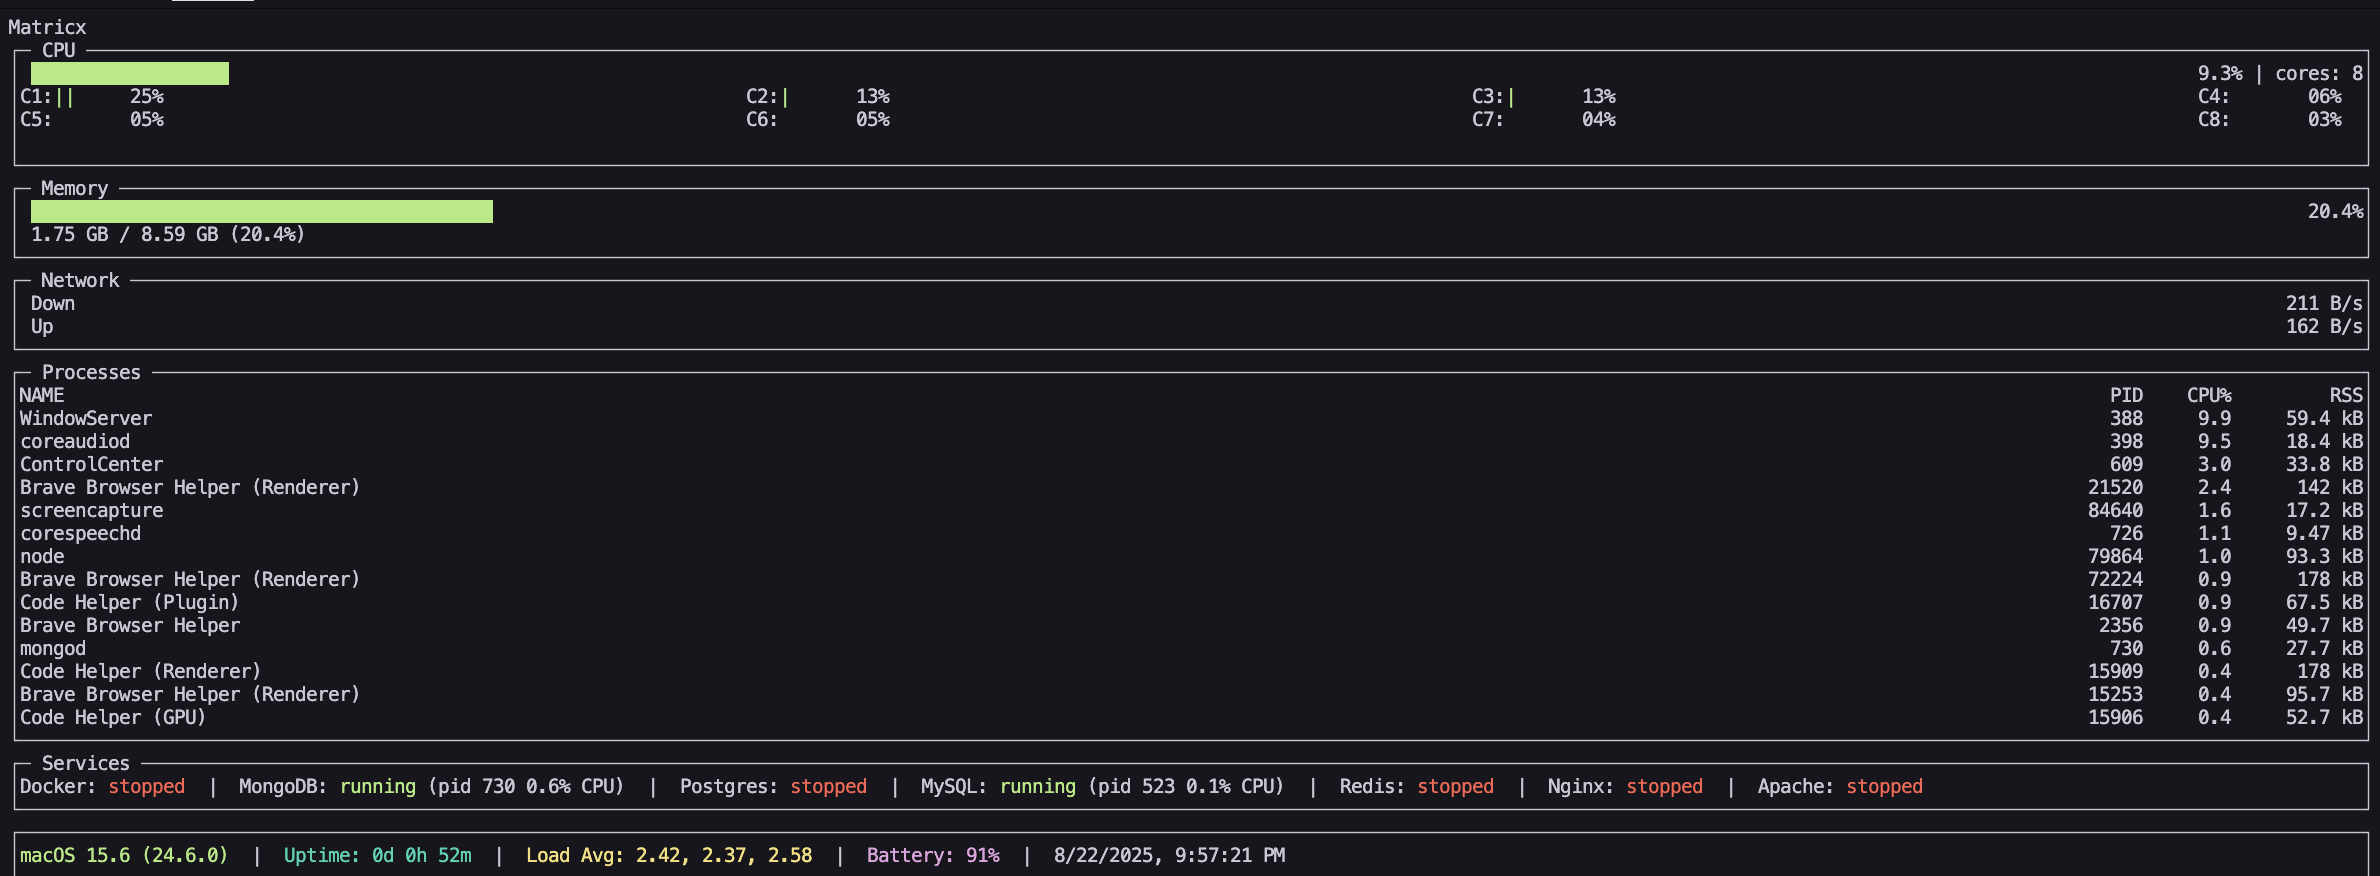 Matricx
CPU
9.3% | cores: 8
C1:|| 25% C2:| 13% C3:| 13% C4: 06%
C5: 05% C6: 05% C7: 04% C8: 03%
Memory
20.4%
1.75 GB / 8.59 GB (20.4%)
Network
Down 211 B/s
Up 162 B/s
Processes
NAME PID CPU% RSS
WindowServer 388 9.9 59.4 kB
coreaudiod 398 9.5 18.4 kB
ControlCenter 609 3.0 33.8 kB
Brave Browser Helper (Renderer) 21520 2.4 142 kB
screencapture 84640 1.6 17.2 kB
corespeechd 726 1.1 9.47 kB
node 79864 1.0 93.3 kB
Brave Browser Helper (Renderer) 72224 0.9 178 kB
Code Helper (Plugin) 16707 0.9 67.5 kB
Brave Browser Helper 2356 0.9 49.7 kB
mongod 730 0.6 27.7 kB
Code Helper (Renderer) 15909 0.4 178 kB
Brave Browser Helper (Renderer) 15253 0.4 95.7 kB
Code Helper (GPU) 15906 0.4 52.7 kB
Services
Docker: stopped | MongoDB: running (pid 730 0.6% CPU) | Postgres: stopped | MySQL: running (pid 523 0.1% CPU) | Redis: stopped | Nginx: stopped | Apache: stopped
macOS 15.6 (24.6.0) | Uptime: 0d 0h 52m | Load Avg: 2.42, 2.37, 2.58 | Battery: 91% | 8/22/2025, 9:57:21 PM